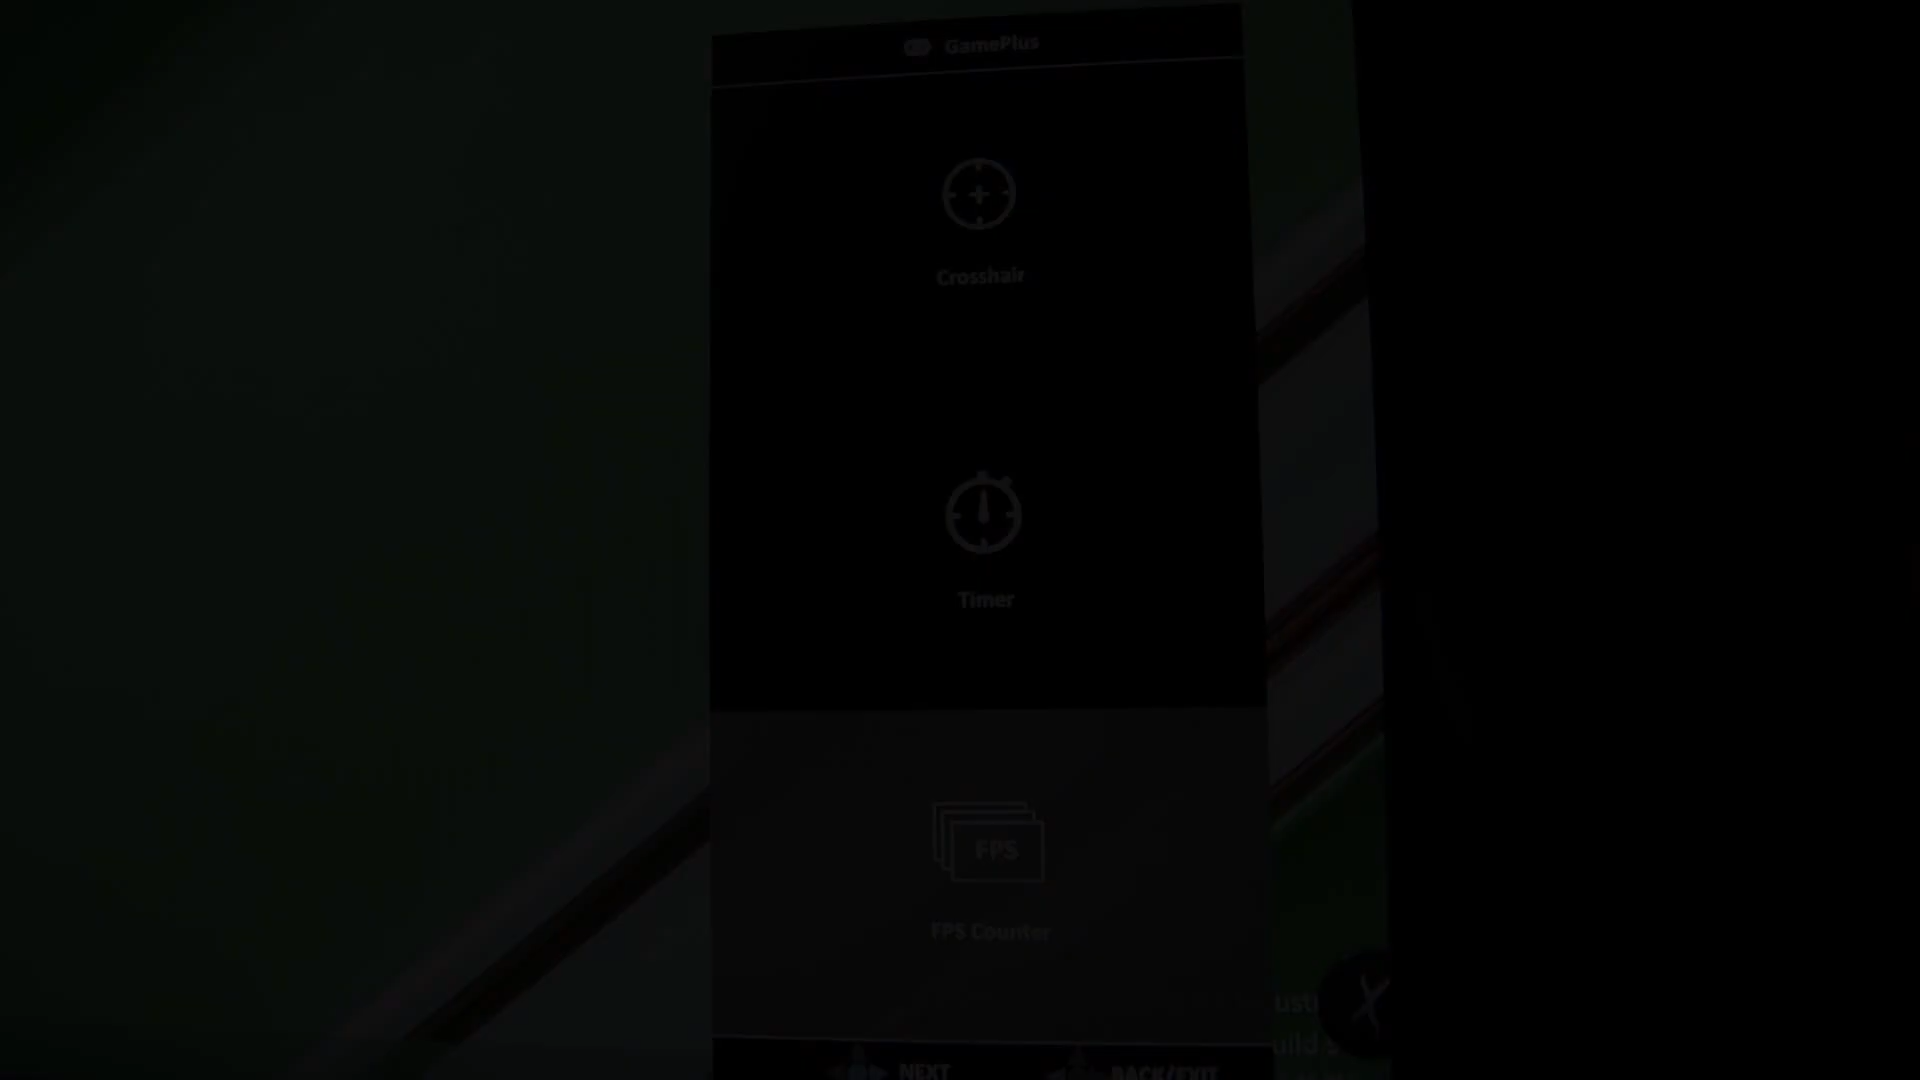 GamePlus
Crosshair
Timer
FPS
FPS Counter
NEXT BACK/EXIT